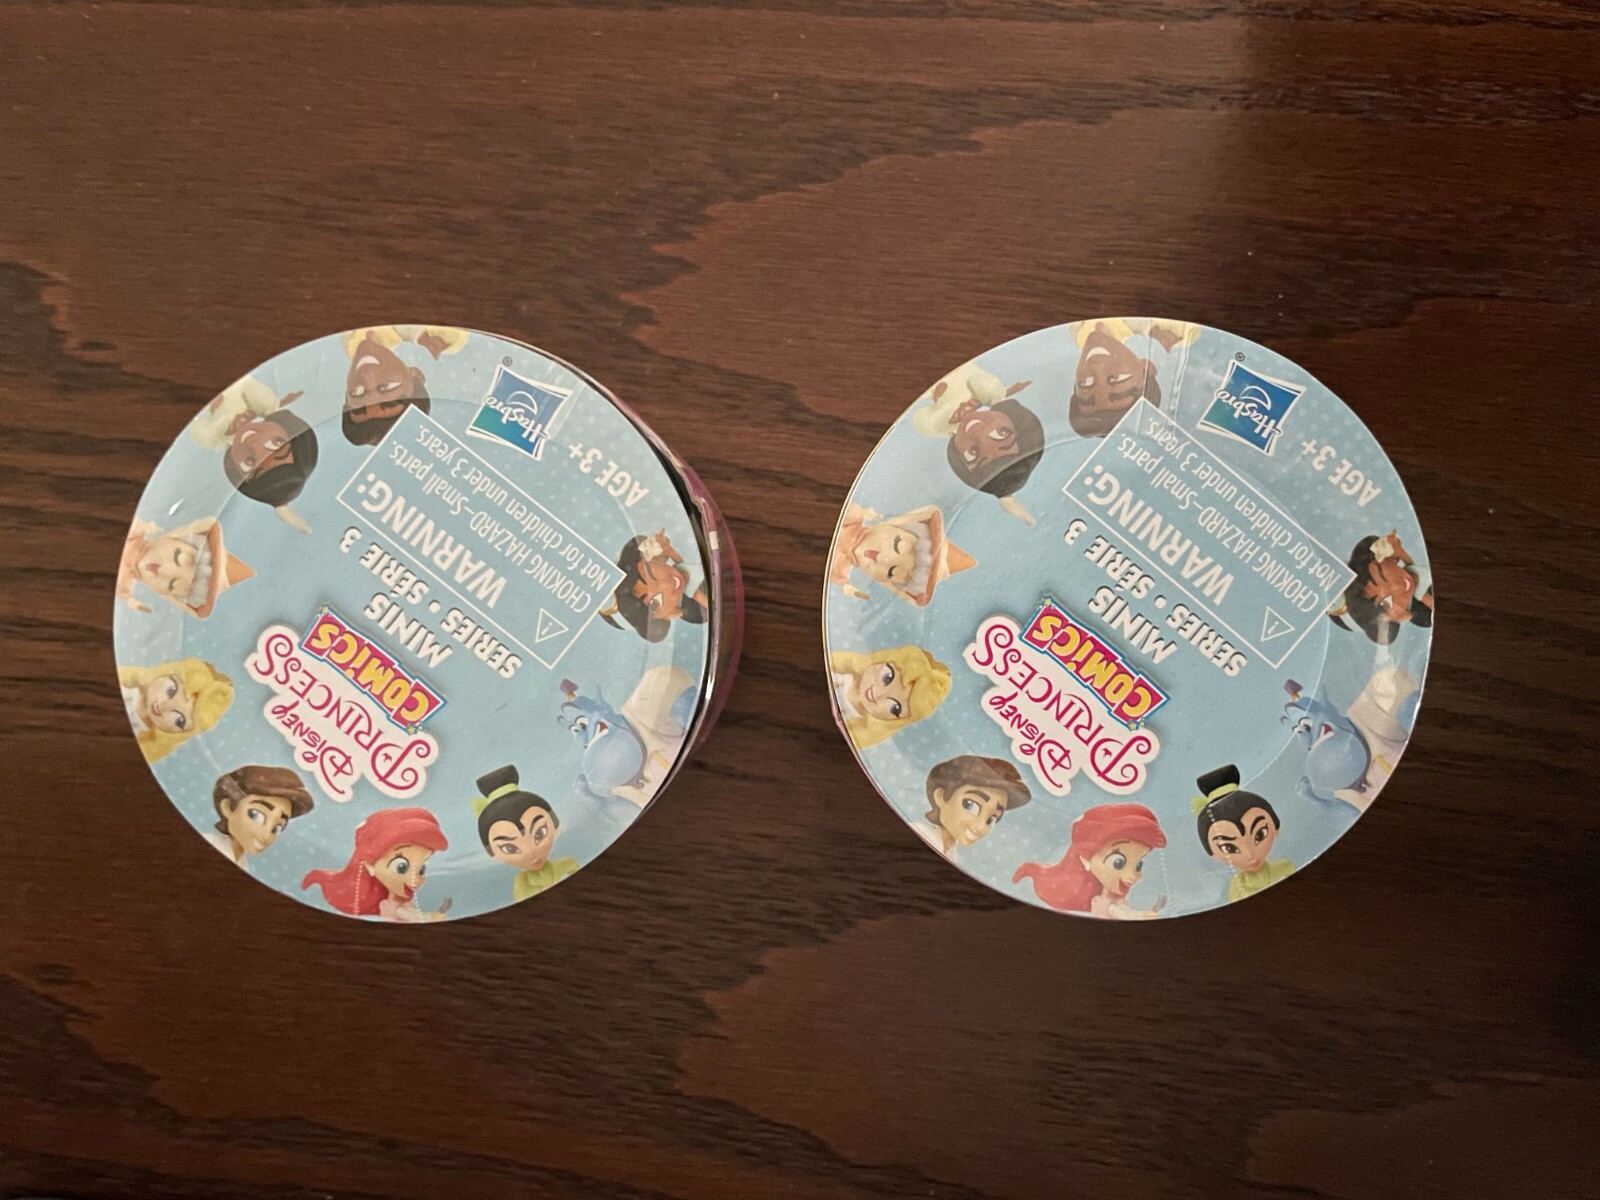 Disney
PRINCESS
COMiCS
MINIS
SERIES • SÉRIE 3
WARNING:
CHOKING HAZARD–Small parts.
Not for children under 3 years.
AGE 3+
Hasbro
®
Disney
PRINCESS
COMiCS
MINIS
SERIES • SÉRIE 3
WARNING:
CHOKING HAZARD–Small parts.
Not for children under 3 years.
AGE 3+
Hasbro
®